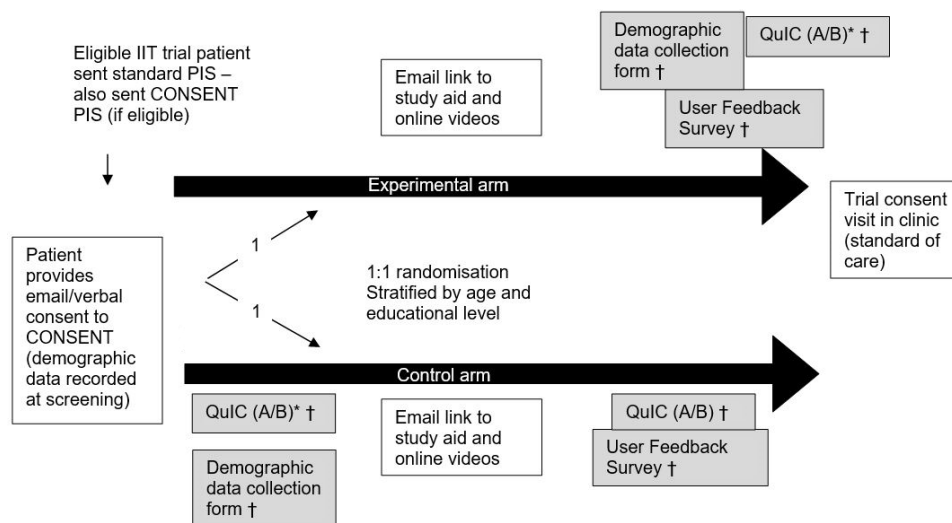 Eligible IIT trial patient
sent standard PIS –
also sent CONSENT
PIS (if eligible)
Email link to
study aid and
online videos
Demographic
data collection
form †
QuIC (A/B)* †
User Feedback
Survey †
Experimental arm
Trial consent
visit in clinic
(standard of
care)
Patient
provides
email/verbal
consent to
CONSENT
(demographic
data recorded
at screening)
1
1
1:1 randomisation
Stratified by age and
educational level
Control arm
QuIC (A/B)* †
Demographic
data collection
form †
Email link to
study aid and
online videos
QuIC (A/B) †
User Feedback
Survey †